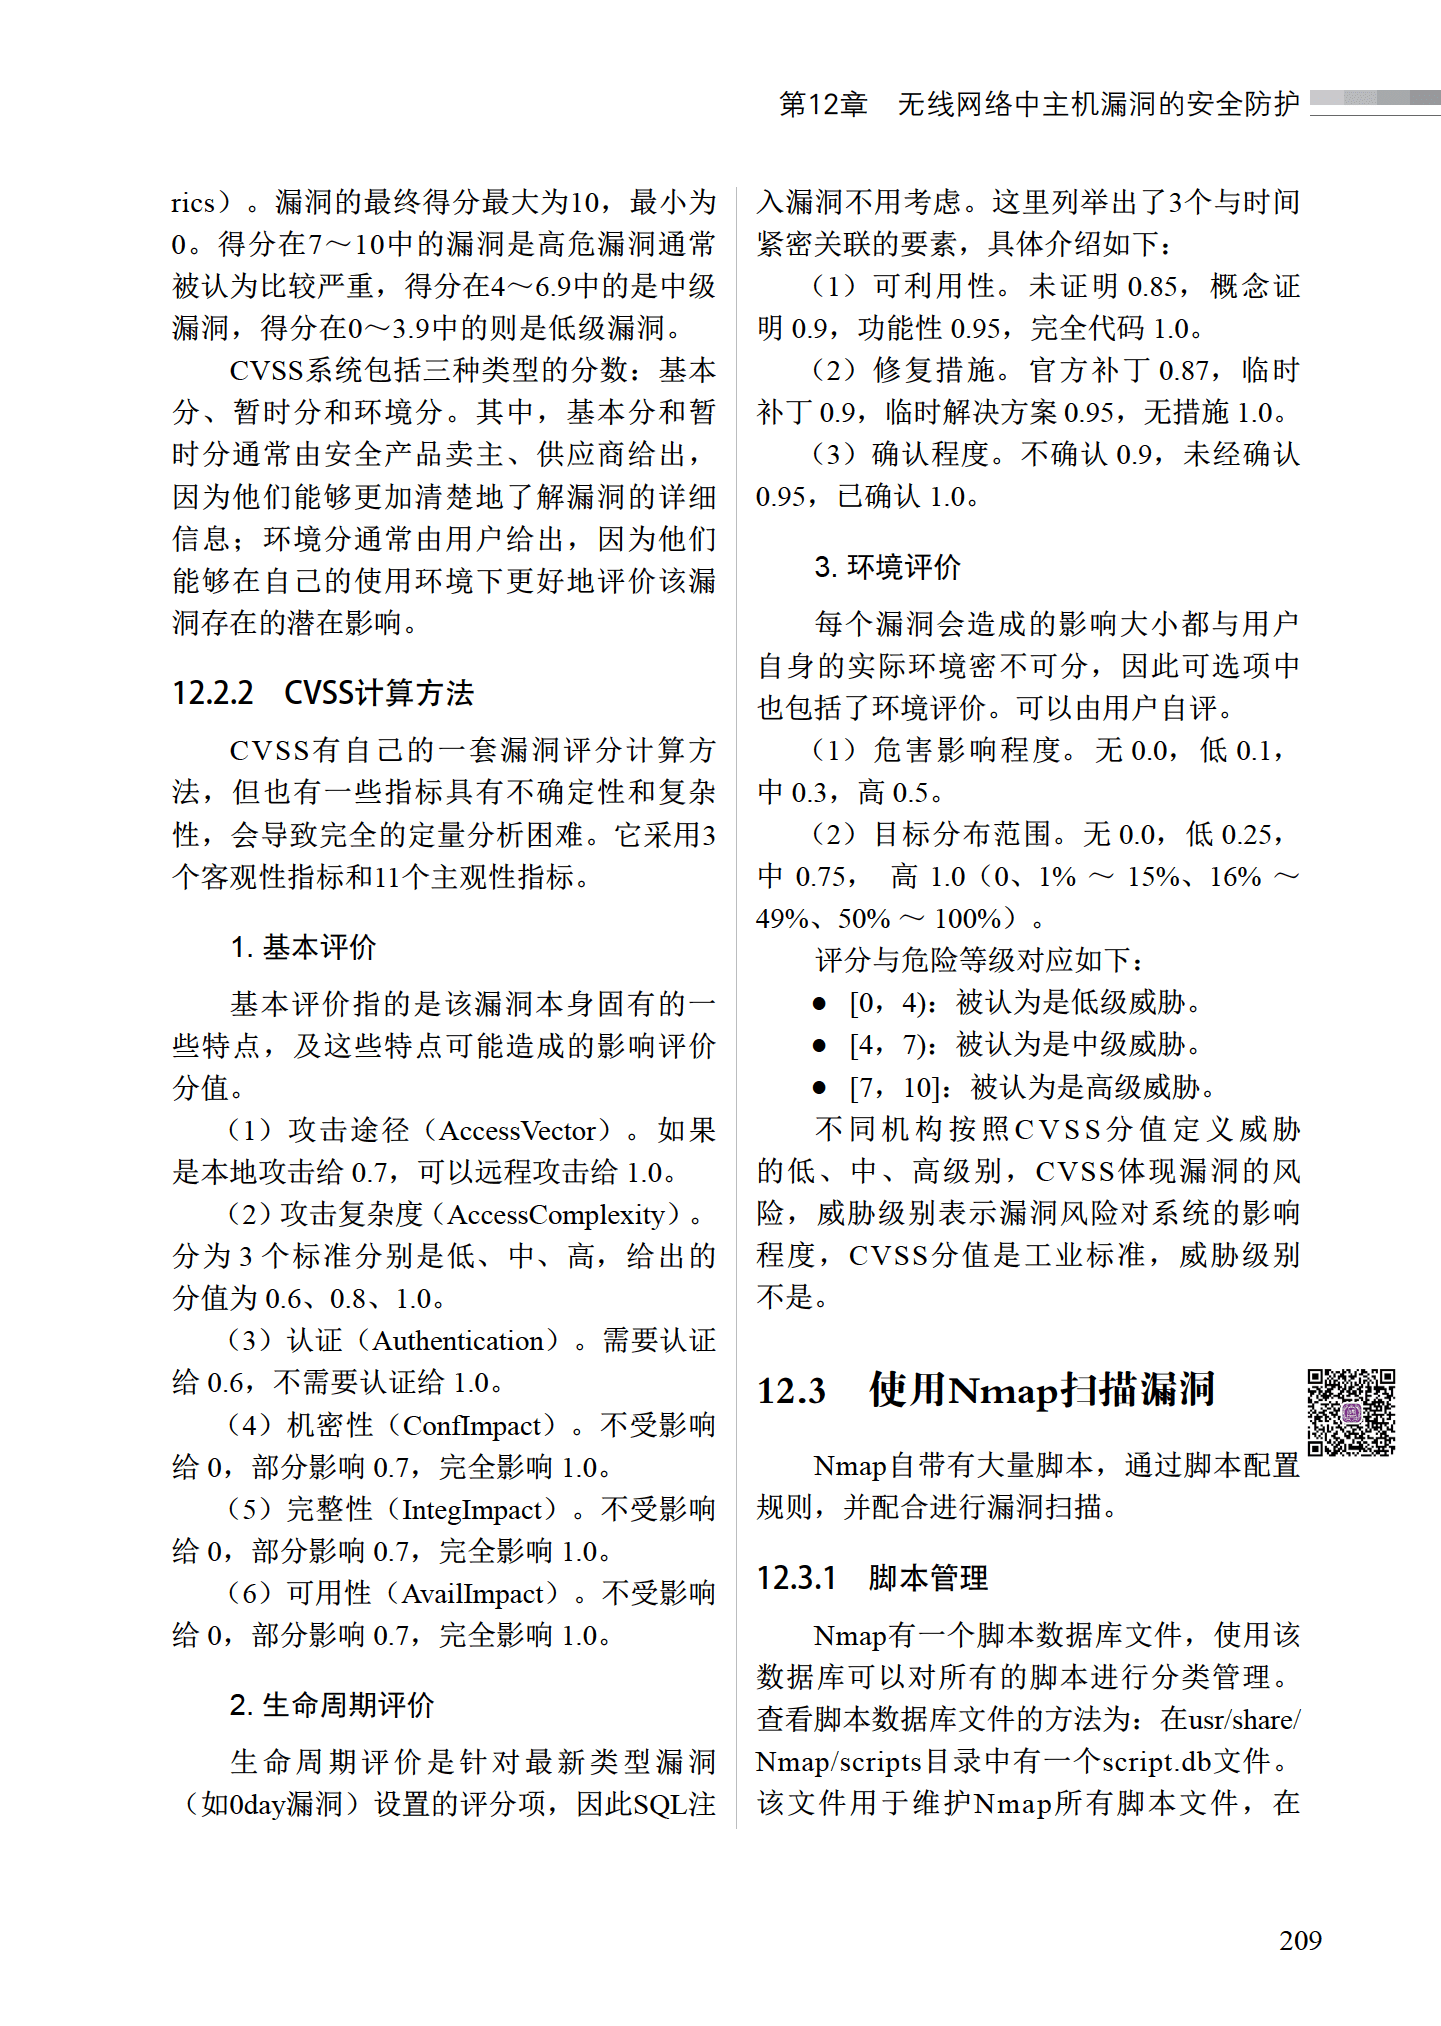 第12章 无线网络中主机漏洞的安全防护
rics）。漏洞的最终得分最大为10，最小为
0。得分在7～10中的漏洞是高危漏洞通常
被认为比较严重，得分在4～6.9中的是中级
漏洞，得分在0～3.9中的则是低级漏洞。
CVSS系统包括三种类型的分数：基本
分、暂时分和环境分。其中，基本分和暂
时分通常由安全产品卖主、供应商给出，
因为他们能够更加清楚地了解漏洞的详细
信息；环境分通常由用户给出，因为他们
能够在自己的使用环境下更好地评价该漏
洞存在的潜在影响。
12.2.2 CVSS计算方法
CVSS有自己的一套漏洞评分计算方
法，但也有一些指标具有不确定性和复杂
性，会导致完全的定量分析困难。它采用3
个客观性指标和11个主观性指标。
1. 基本评价
基本评价指的是该漏洞本身固有的一
些特点，及这些特点可能造成的影响评价
分值。
（1）攻击途径（AccessVector）。如果
是本地攻击给 0.7，可以远程攻击给 1.0。
（2）攻击复杂度（AccessComplexity）。
分为 3 个标准分别是低、中、高，给出的
分值为 0.6、0.8、1.0。
（3）认证（Authentication）。需要认证
给 0.6，不需要认证给 1.0。
（4）机密性（ConfImpact）。不受影响
给 0，部分影响 0.7，完全影响 1.0。
（5）完整性（IntegImpact）。不受影响
给 0，部分影响 0.7，完全影响 1.0。
（6）可用性（AvailImpact）。不受影响
给 0，部分影响 0.7，完全影响 1.0。
2. 生命周期评价
生命周期评价是针对最新类型漏洞
（如0day漏洞）设置的评分项，因此SQL注
入漏洞不用考虑。这里列举出了3个与时间
紧密关联的要素，具体介绍如下：
（1）可利用性。未证明 0.85，概念证
明 0.9，功能性 0.95，完全代码 1.0。
（2）修复措施。官方补丁 0.87，临时
补丁 0.9，临时解决方案 0.95，无措施 1.0。
（3）确认程度。不确认 0.9，未经确认
0.95，已确认 1.0。
3. 环境评价
每个漏洞会造成的影响大小都与用户
自身的实际环境密不可分，因此可选项中
也包括了环境评价。可以由用户自评。
（1）危害影响程度。无 0.0，低 0.1，
中 0.3，高 0.5。
（2）目标分布范围。无 0.0，低 0.25，
中 0.75， 高 1.0（0、1% ～ 15%、16% ～
49%、50% ～ 100%）。
评分与危险等级对应如下：
● [0，4)：被认为是低级威胁。
● [4，7)：被认为是中级威胁。
● [7，10]：被认为是高级威胁。
不同机构按照CVSS分值定义威胁
的低、中、高级别，CVSS体现漏洞的风
险，威胁级别表示漏洞风险对系统的影响
程度，CVSS分值是工业标准，威胁级别
不是。
12.3 使用Nmap扫描漏洞
Nmap自带有大量脚本，通过脚本配置
规则，并配合进行漏洞扫描。
12.3.1 脚本管理
Nmap有一个脚本数据库文件，使用该
数据库可以对所有的脚本进行分类管理。
查看脚本数据库文件的方法为：在usr/share/
Nmap/scripts目录中有一个script.db文件。
该文件用于维护Nmap所有脚本文件，在
209